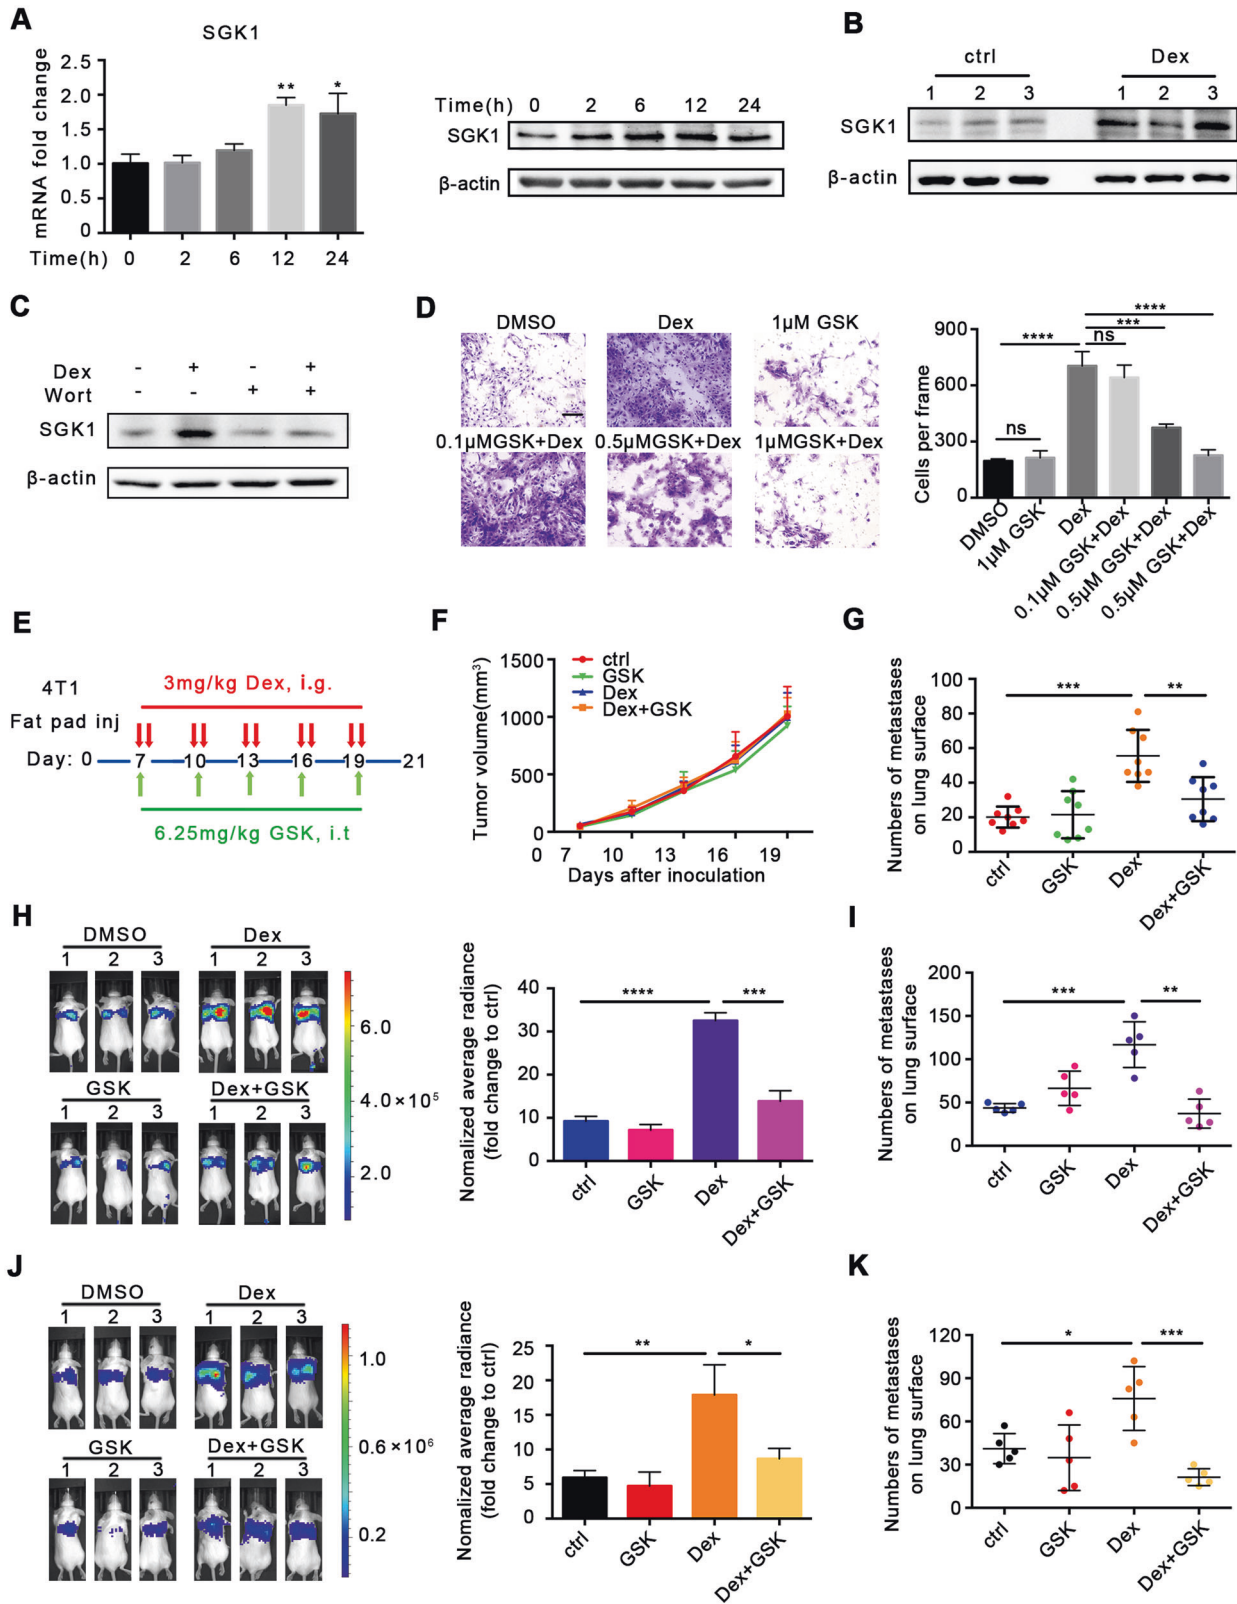 A
SGK1
mRNA fold change
2.5
2.0
1.5
1.0
0.5
0
** *
Time(h) 0 2 6 12 24
Time(h) 0 2 6 12 24
SGK1
β-actin
B
ctrl Dex
1 2 3 1 2 3
SGK1
β-actin
C
Dex - + - +
Wort - - + +
SGK1
β-actin
D
DMSO Dex 1μM GSK
0.1μMGSK+Dex 0.5μMGSK+Dex 1μMGSK+Dex
Cells per frame
900
600
300
0
****
***
**** ns
ns
DMSO
1μM GSK
Dex
0.1μM GSK+Dex
0.5μM GSK+Dex
0.5μM GSK+Dex
E
4T1
3mg/kg Dex, i.g.
Fat pad inj
Day: 0 7 10 13 16 19 21
6.25mg/kg GSK, i.t
F
Tumor volume(mm³)
1500
1000
500
0
ctrl
GSK
Dex
Dex+GSK
0 7 10 13 16 19
Days after inoculation
G
Numbers of metastases
on lung surface
100
80
60
40
20
0
*** **
ctrl
GSK
Dex
Dex+GSK
H
DMSO Dex
1 2 3 1 2 3
GSK Dex+GSK
1 2 3 1 2 3
6.0
4.0×10⁵
2.0
Nomalized average radiance
(fold change to ctrl)
40
30
20
10
0
**** ***
ctrl
GSK
Dex
Dex+GSK
I
Numbers of metastases
on lung surface
200
150
100
50
0
*** **
ctrl
GSK
Dex
Dex+GSK
J
DMSO Dex
1 2 3 1 2 3
GSK Dex+GSK
1 2 3 1 2 3
1.0
0.6×10⁶
0.2
Nomalized average radiance
(fold change to ctrl)
25
20
15
10
5
0
** *
ctrl
GSK
Dex
Dex+GSK
K
Numbers of metastases
on lung surface
120
90
60
30
0
* ***
ctrl
GSK
Dex
Dex+GSK